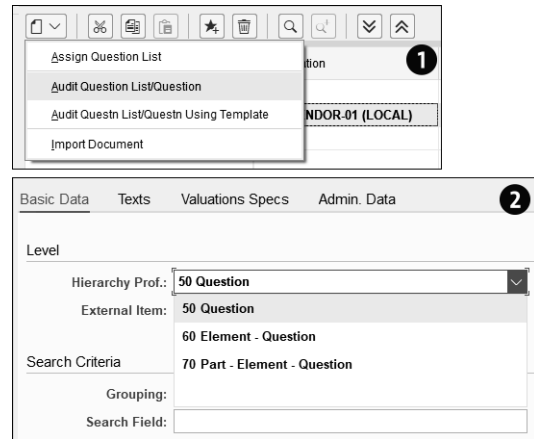 Assign Question List
tion
1
Audit Question List/Question
Audit Questn List/Questn Using Template
NDOR-01 (LOCAL)
Import Document
Basic Data Texts Valuations Specs Admin. Data
2
Level
Hierarchy Prof.: 50 Question
External Item: 50 Question
60 Element - Question
Search Criteria
70 Part - Element - Question
Grouping:
Search Field: